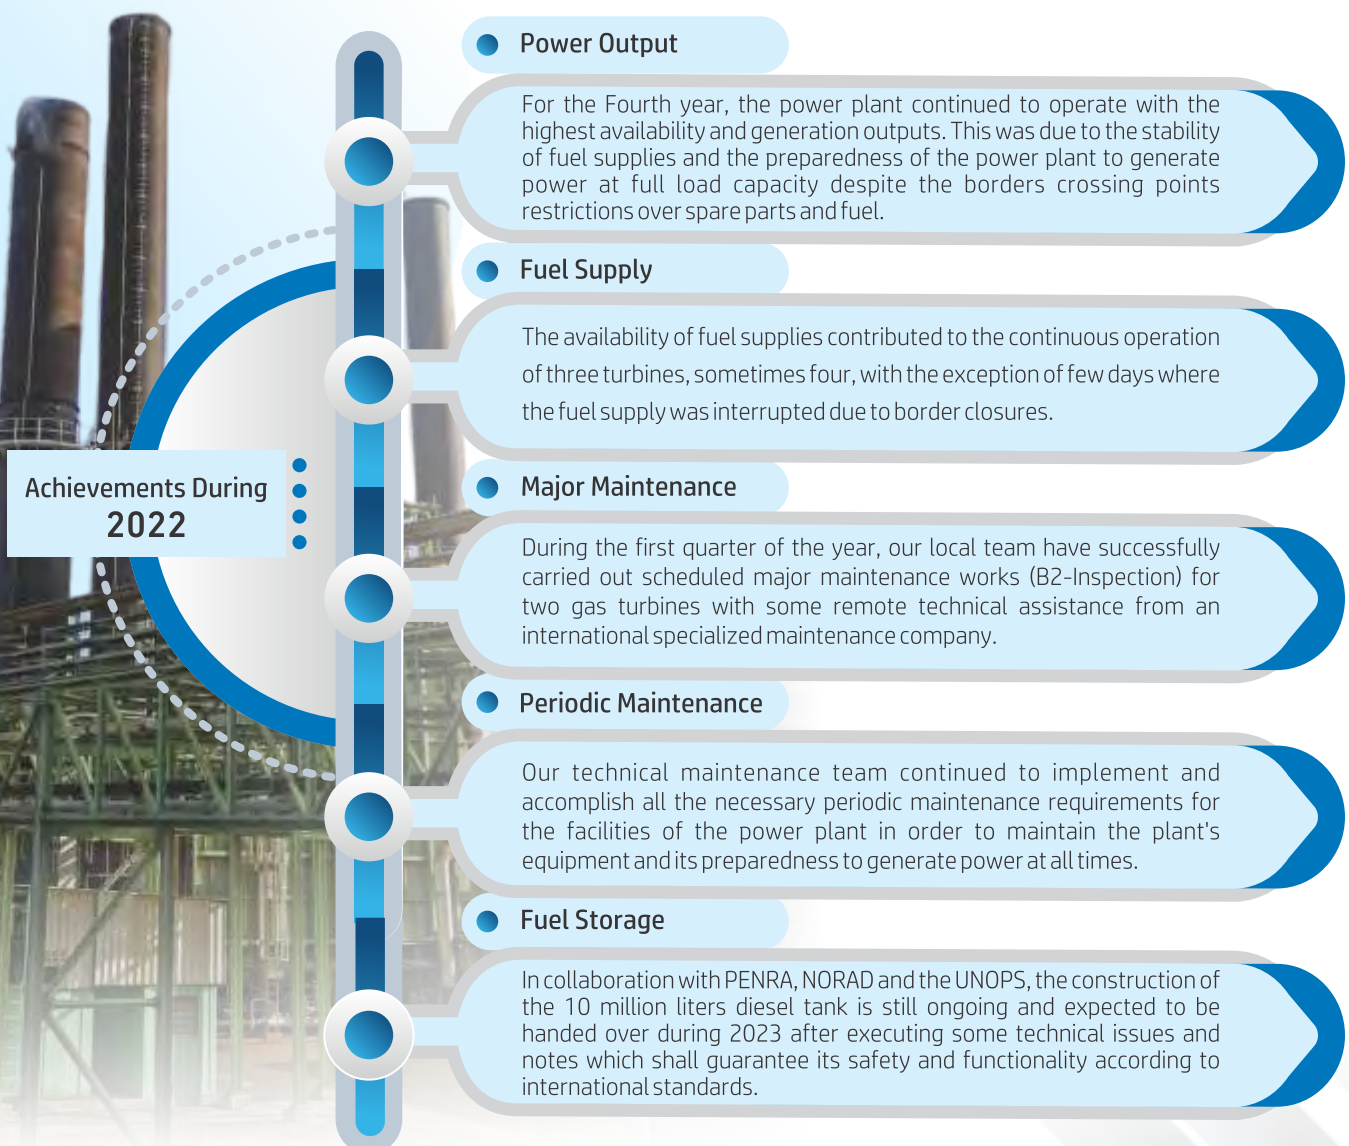 Power Output
For the Fourth year, the power plant continued to operate with the
highest availability and generation outputs. This was due to the stability
of fuel supplies and the preparedness of the power plant to generate
power at full load capacity despite the borders crossing points
restrictions over spare parts and fuel.
Fuel Supply
The availability of fuel supplies contributed to the continuous operation
of three turbines, sometimes four, with the exception of few days where
the fuel supply was interrupted due to border closures.
Achievements During
2022
Major Maintenance
During the first quarter of the year, our local team have successfully
carried out scheduled major maintenance works (B2-Inspection) for
two gas turbines with some remote technical assistance from an
international specialized maintenance company.
Periodic Maintenance
Our technical maintenance team continued to implement and
accomplish all the necessary periodic maintenance requirements for
the facilities of the power plant in order to maintain the plant's
equipment and its preparedness to generate power at all times.
Fuel Storage
In collaboration with PENRA, NORAD and the UNOPS, the construction of
the 10 million liters diesel tank is still ongoing and expected to be
handed over during 2023 after executing some technical issues and
notes which shall guarantee its safety and functionality according to
international standards.